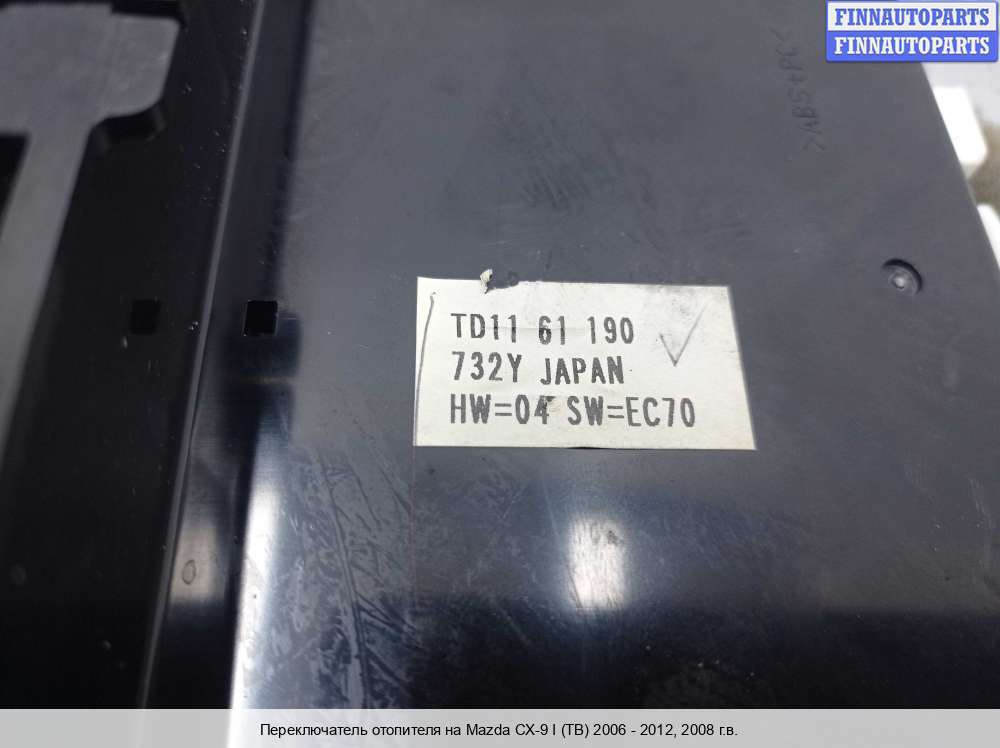 FINNAUTOPARTS
FINNAUTOPARTS
>ABS+PC<
TD11 61 190
732Y JAPAN
HW=04 SW=EC70
Переключатель отопителя на Mazda CX-9 I (TB) 2006 - 2012, 2008 г.в.